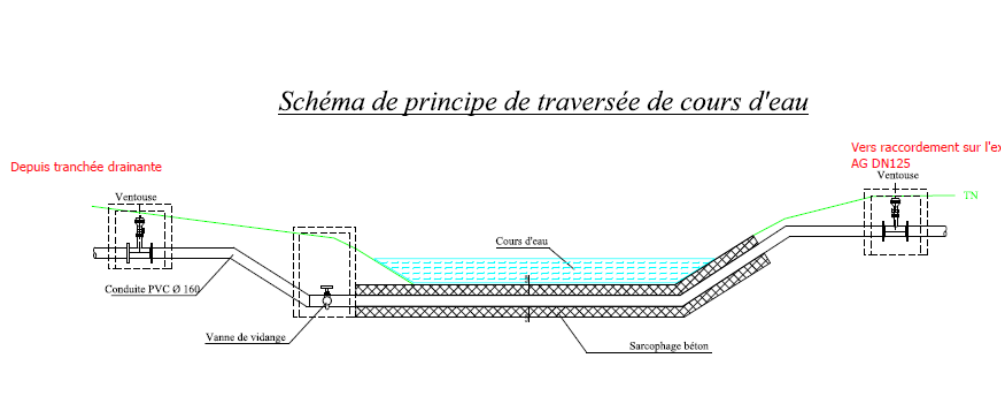 Schéma de principe de traversée de cours d'eau
Depuis tranchée drainante
Vers raccordement sur l'ex
AG DN125
Ventouse
Ventouse
TN
Cours d'eau
Conduite PVC Ø 160
Vanne de vidange
Sarcophage béton